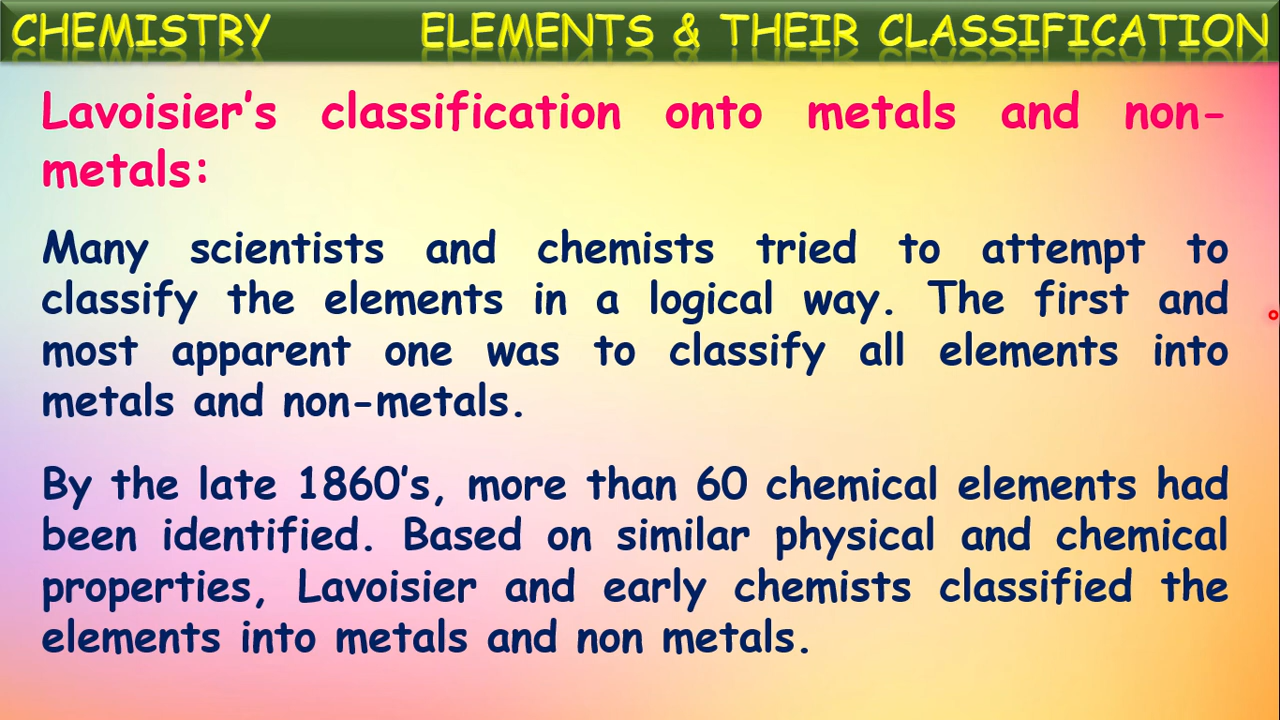 CHEMISTRY ELEMENTS & THEIR CLASSIFICATION
Lavoisier's classification onto metals and non-
metals:
Many scientists and chemists tried to attempt to
classify the elements in a logical way. The first and
most apparent one was to classify all elements into
metals and non-metals.
By the late 1860's, more than 60 chemical elements had
been identified. Based on similar physical and chemical
properties, Lavoisier and early chemists classified the
elements into metals and non metals.